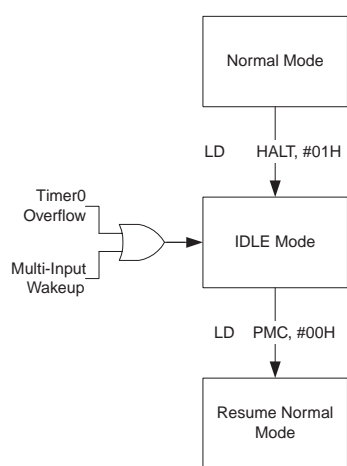 Normal Mode
LD HALT, #01H
Timer0
Overflow
IDLE Mode
Multi-Input
Wakeup
LD PMC, #00H
Resume Normal
Mode